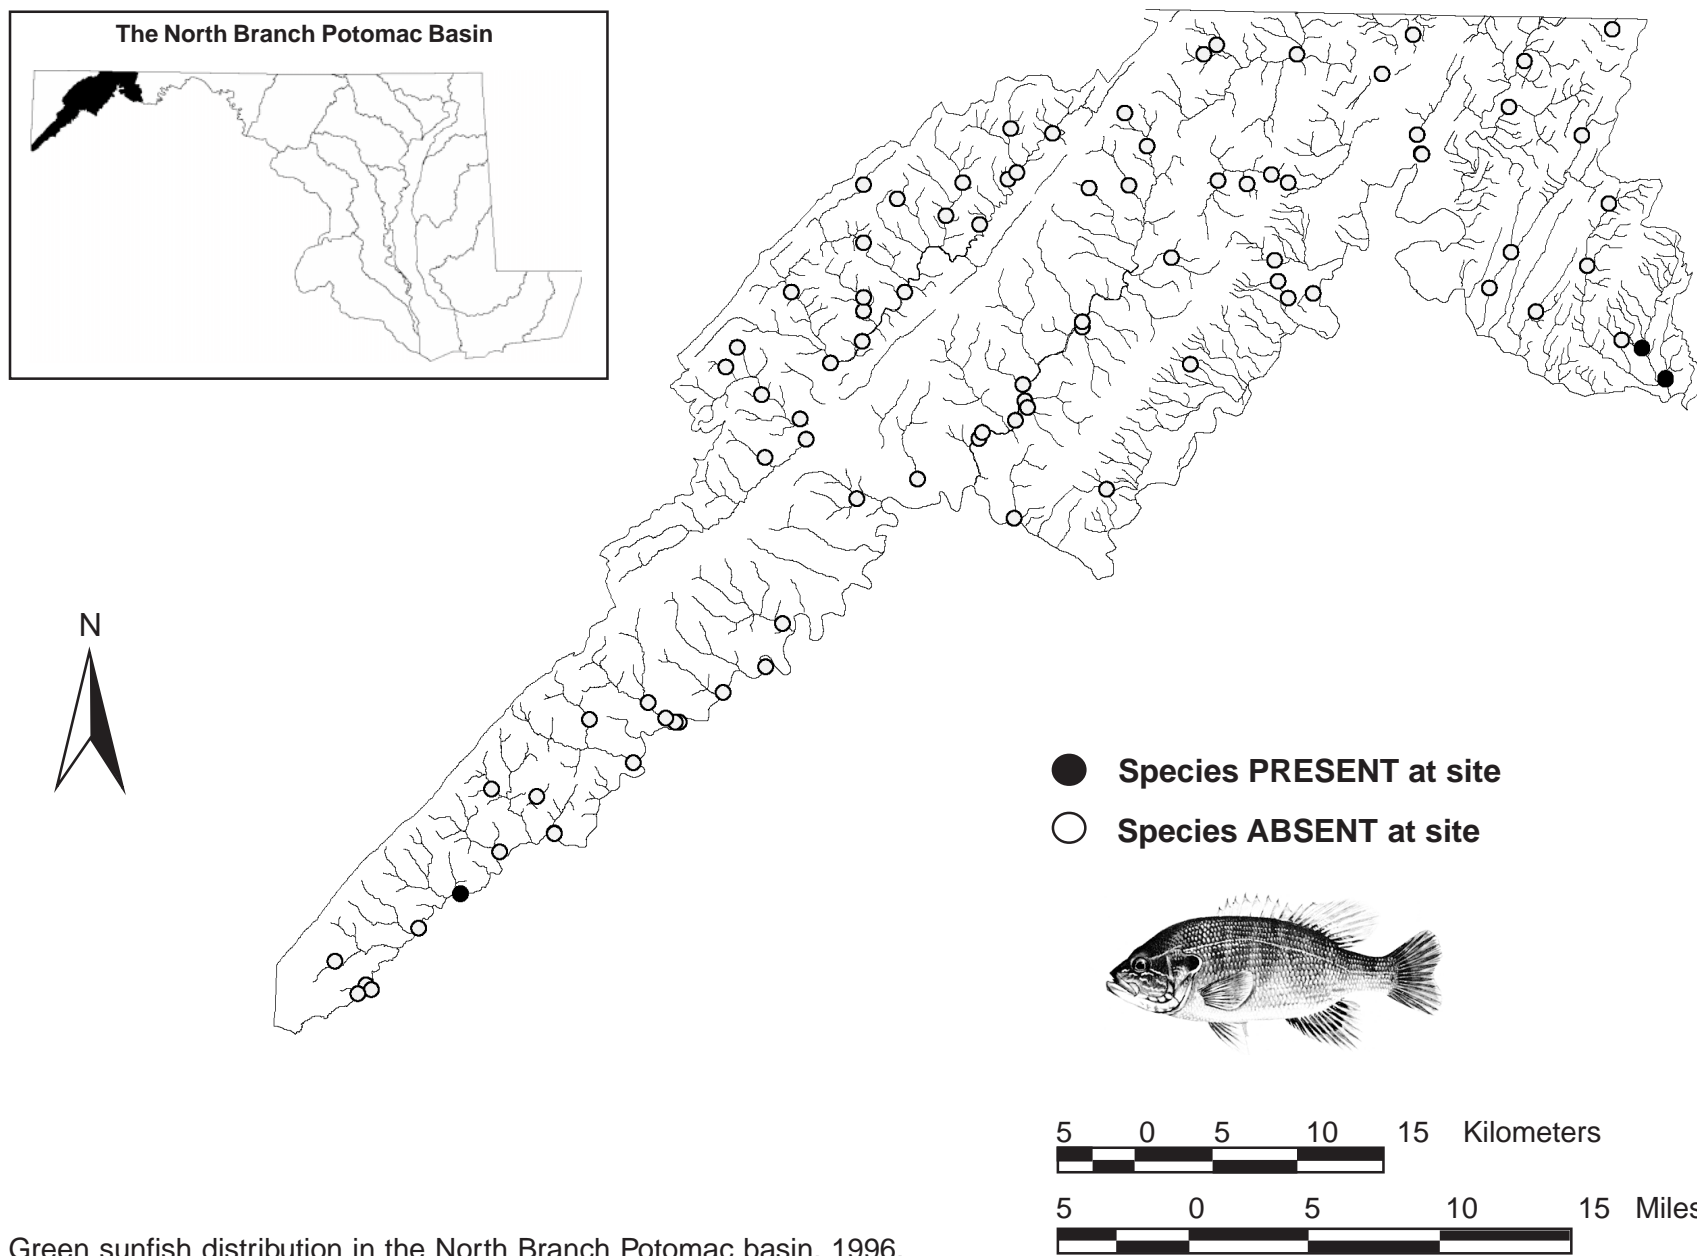 The North Branch Potomac Basin
N
Species PRESENT at site
Species ABSENT at site
5 0 5 10 15 Kilometers
5 0 5 10 15 Miles
Green sunfish distribution in the North Branch Potomac basin, 1996.